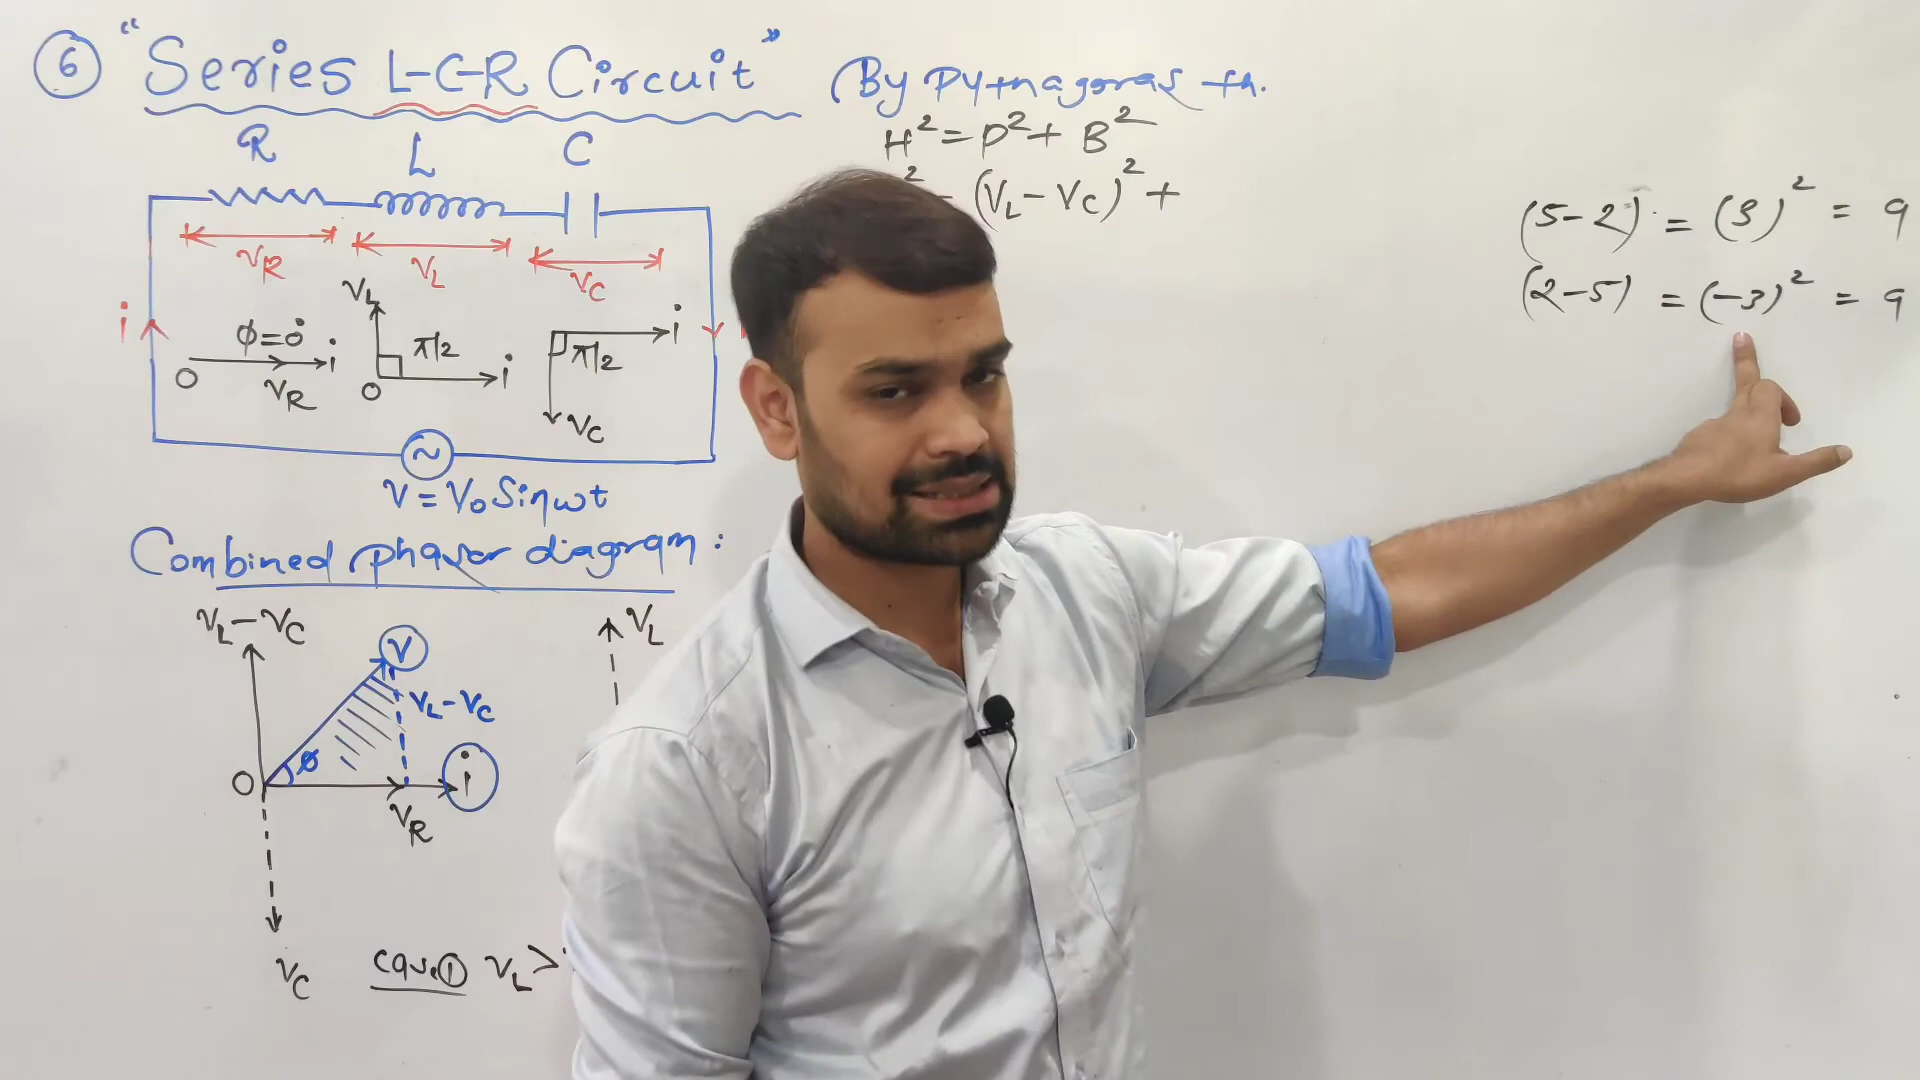 ⑥ "Series L-C-R Circuit"
R L C
VR VL VC
i
VL
φ=0° i π/2 i π/2 i
O VR O VC
~
V = V₀ Sinωt
Combined phasor diagram:
VL-VC V VL
φ VL-VC
O i
VR
VC
case① VL >
By Pythagoras th.
H² = P² + B²
² = (VL - VC)² +
(5-2) = (3)² = 9
(2-5) = (-3)² = 9